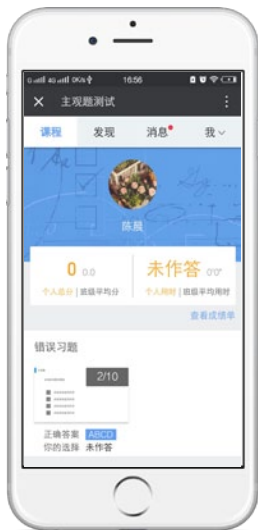 16:56
× 主观题测试
课程 发现 消息 我
陈晨
0 0.0 未作答 0'0"
个人总分 | 班级平均分 个人用时 | 班级平均用时
查看成绩单
错误习题
2/10
正确答案 ABCD
你的选择 未作答